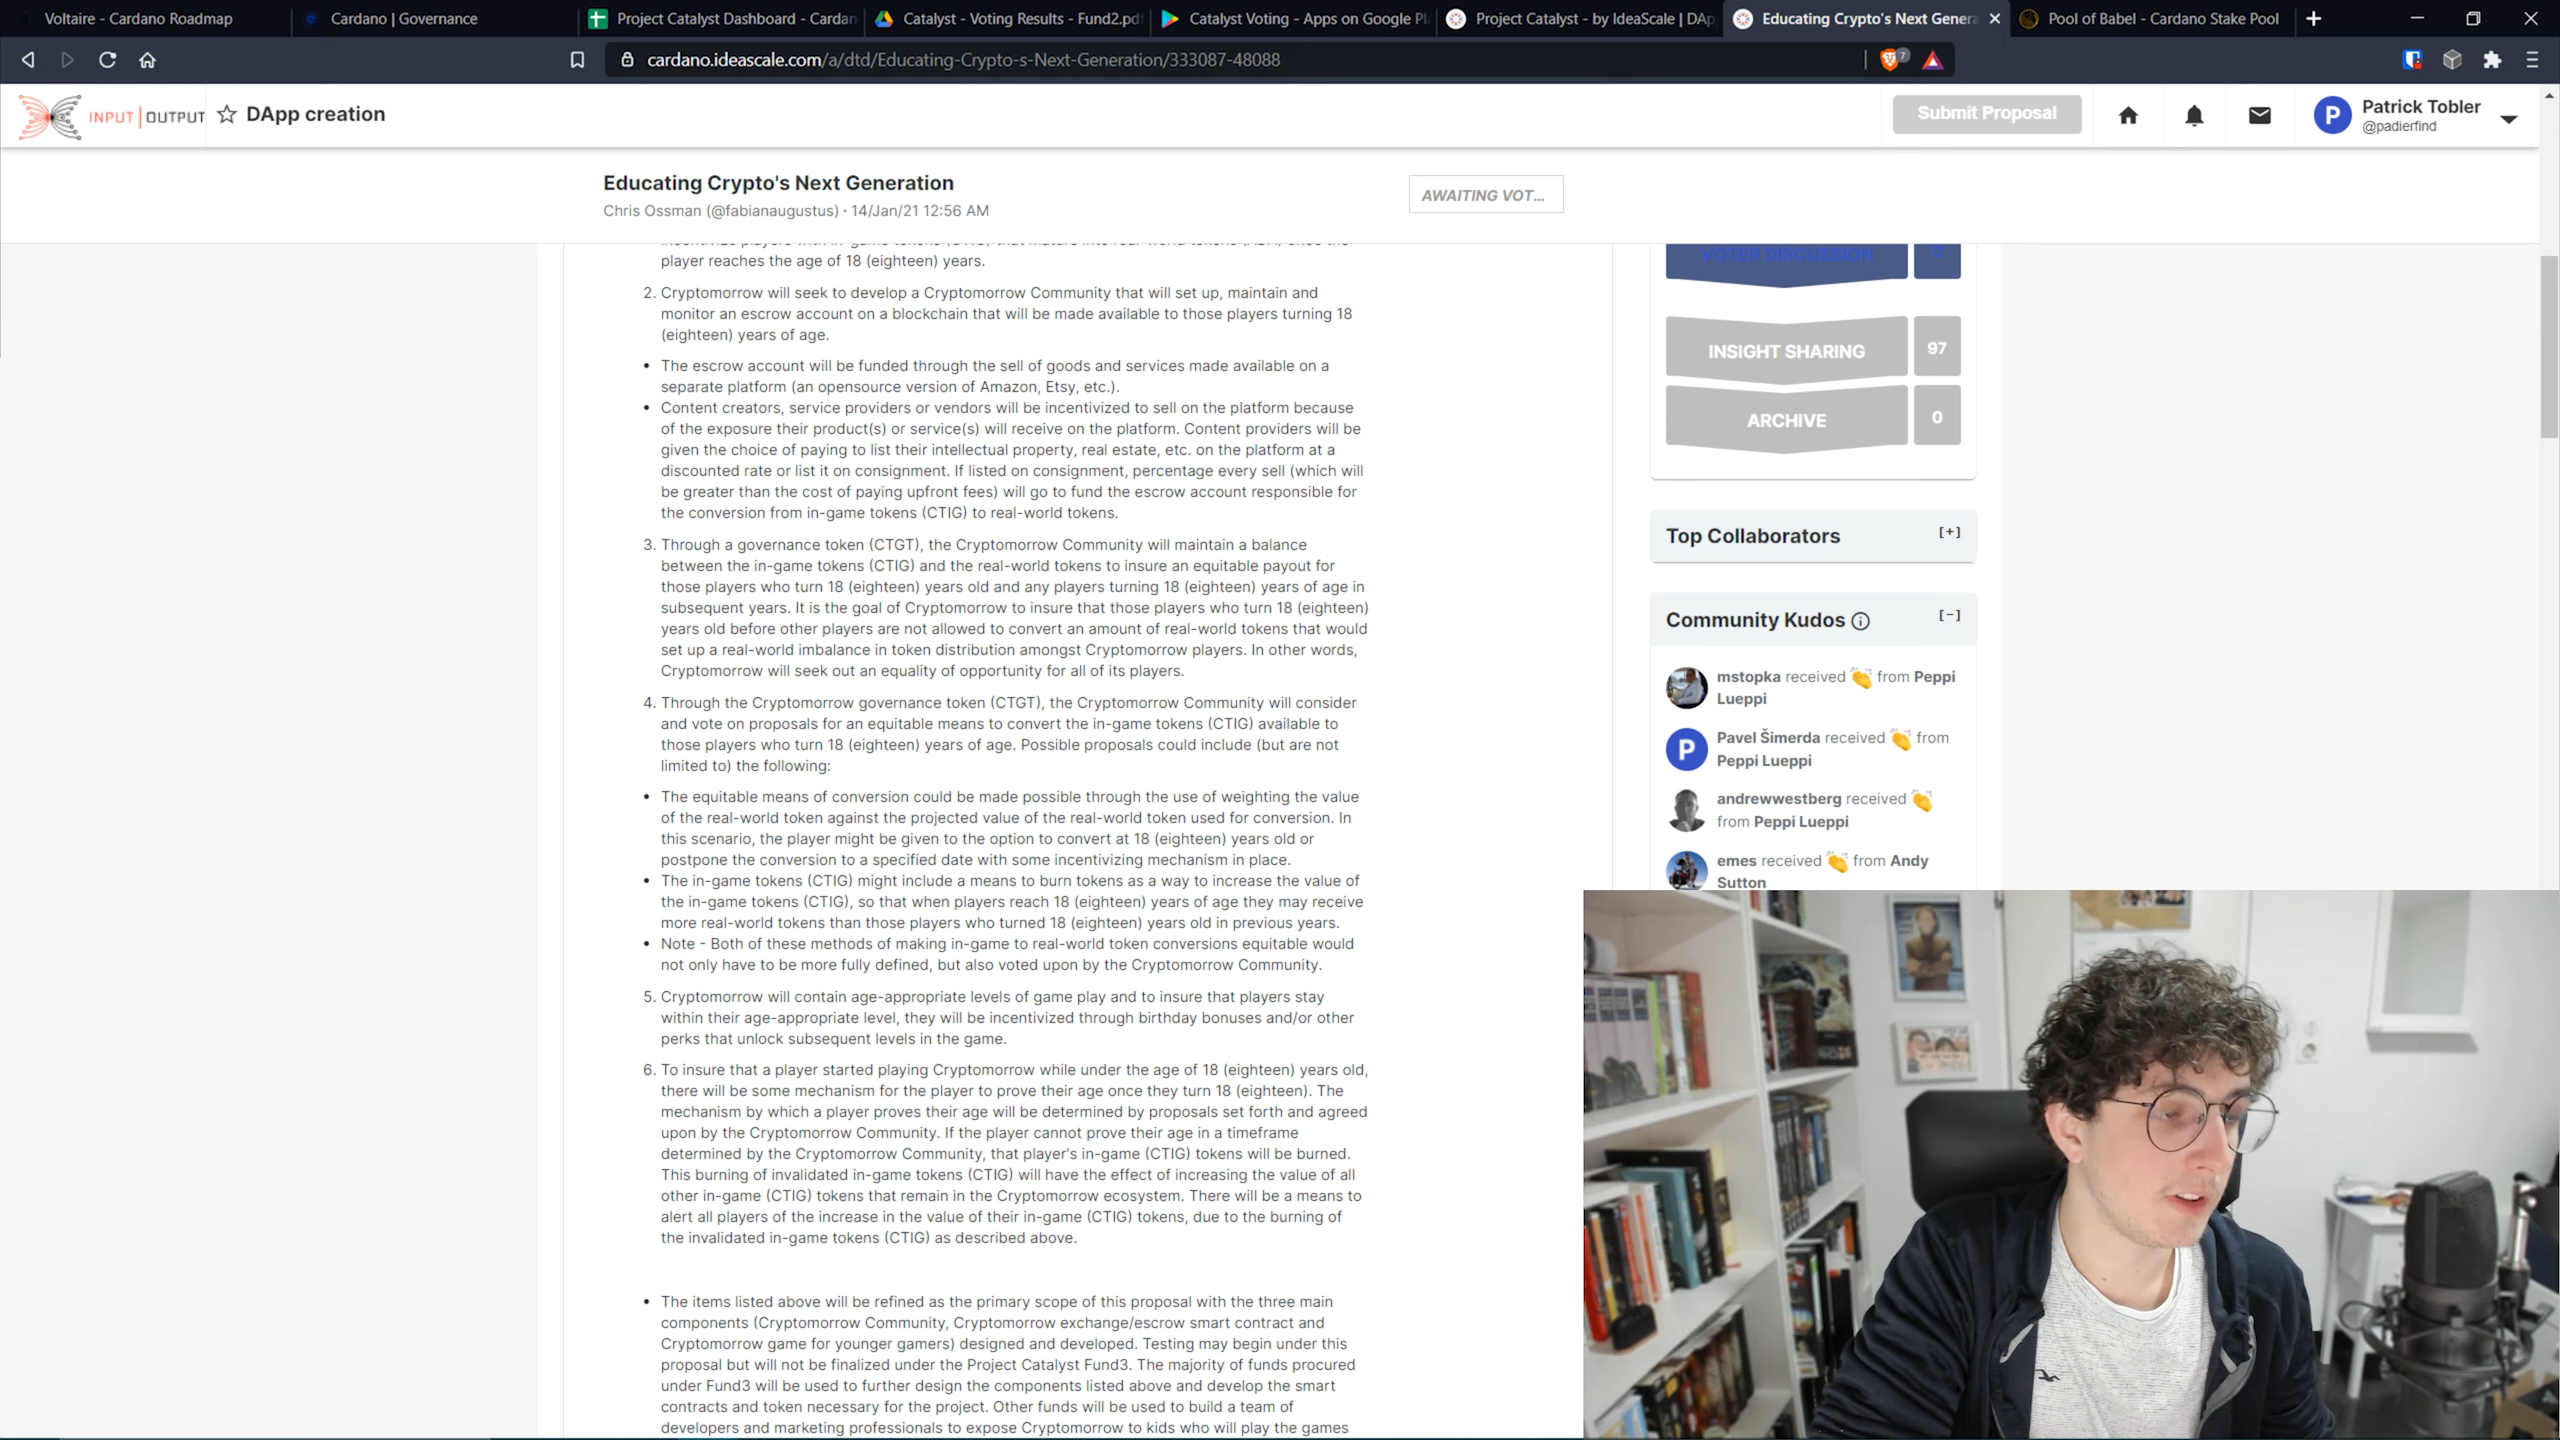 Voltaire - Cardano Roadmap
Cardano | Governance
Project Catalyst Dashboard - Cardan
Catalyst - Voting Results - Fund2.pdf
Catalyst Voting - Apps on Google Pl
Project Catalyst - by IdeaScale | DAp
Educating Crypto's Next Genera
Pool of Babel - Cardano Stake Pool
cardano.ideascale.com/a/dtd/Educating-Crypto-s-Next-Generation/333087-48088
7
INPUT | OUTPUT
DApp creation
Submit Proposal
P
Patrick Tobler
@padierfind
Educating Crypto's Next Generation
Chris Ossman (@fabianaugustus) · 14/Jan/21 12:56 AM
AWAITING VOT...
player reaches the age of 18 (eighteen) years.
2. Cryptomorrow will seek to develop a Cryptomorrow Community that will set up, maintain and
monitor an escrow account on a blockchain that will be made available to those players turning 18
(eighteen) years of age.
• The escrow account will be funded through the sell of goods and services made available on a
separate platform (an opensource version of Amazon, Etsy, etc.).
• Content creators, service providers or vendors will be incentivized to sell on the platform because
of the exposure their product(s) or service(s) will receive on the platform. Content providers will be
given the choice of paying to list their intellectual property, real estate, etc. on the platform at a
discounted rate or list it on consignment. If listed on consignment, percentage every sell (which will
be greater than the cost of paying upfront fees) will go to fund the escrow account responsible for
the conversion from in-game tokens (CTIG) to real-world tokens.
3. Through a governance token (CTGT), the Cryptomorrow Community will maintain a balance
between the in-game tokens (CTIG) and the real-world tokens to insure an equitable payout for
those players who turn 18 (eighteen) years old and any players turning 18 (eighteen) years of age in
subsequent years. It is the goal of Cryptomorrow to insure that those players who turn 18 (eighteen)
years old before other players are not allowed to convert an amount of real-world tokens that would
set up a real-world imbalance in token distribution amongst Cryptomorrow players. In other words,
Cryptomorrow will seek out an equality of opportunity for all of its players.
4. Through the Cryptomorrow governance token (CTGT), the Cryptomorrow Community will consider
and vote on proposals for an equitable means to convert the in-game tokens (CTIG) available to
those players who turn 18 (eighteen) years of age. Possible proposals could include (but are not
limited to) the following:
• The equitable means of conversion could be made possible through the use of weighting the value
of the real-world token against the projected value of the real-world token used for conversion. In
this scenario, the player might be given to the option to convert at 18 (eighteen) years old or
postpone the conversion to a specified date with some incentivizing mechanism in place.
• The in-game tokens (CTIG) might include a means to burn tokens as a way to increase the value of
the in-game tokens (CTIG), so that when players reach 18 (eighteen) years of age they may receive
more real-world tokens than those players who turned 18 (eighteen) years old in previous years.
• Note - Both of these methods of making in-game to real-world token conversions equitable would
not only have to be more fully defined, but also voted upon by the Cryptomorrow Community.
5. Cryptomorrow will contain age-appropriate levels of game play and to insure that players stay
within their age-appropriate level, they will be incentivized through birthday bonuses and/or other
perks that unlock subsequent levels in the game.
6. To insure that a player started playing Cryptomorrow while under the age of 18 (eighteen) years old,
there will be some mechanism for the player to prove their age once they turn 18 (eighteen). The
mechanism by which a player proves their age will be determined by proposals set forth and agreed
upon by the Cryptomorrow Community. If the player cannot prove their age in a timeframe
determined by the Cryptomorrow Community, that player's in-game (CTIG) tokens will be burned.
This burning of invalidated in-game tokens (CTIG) will have the effect of increasing the value of all
other in-game (CTIG) tokens that remain in the Cryptomorrow ecosystem. There will be a means to
alert all players of the increase in the value of their in-game (CTIG) tokens, due to the burning of
the invalidated in-game tokens (CTIG) as described above.
• The items listed above will be refined as the primary scope of this proposal with the three main
components (Cryptomorrow Community, Cryptomorrow exchange/escrow smart contract and
Cryptomorrow game for younger gamers) designed and developed. Testing may begin under this
proposal but will not be finalized under the Project Catalyst Fund3. The majority of funds procured
under Fund3 will be used to further design the components listed above and develop the smart
contracts and token necessary for the project. Other funds will be used to build a team of
developers and marketing professionals to expose Cryptomorrow to kids who will play the games
VOTER DISCUSSION
INSIGHT SHARING 97
ARCHIVE 0
Top Collaborators [+]
Community Kudos [-]
mstopka received 👏 from Peppi
Lueppi
P
Pavel Šimerda received 👏 from
Peppi Lueppi
andrewwestberg received 👏
from Peppi Lueppi
emes received 👏 from Andy
Sutton